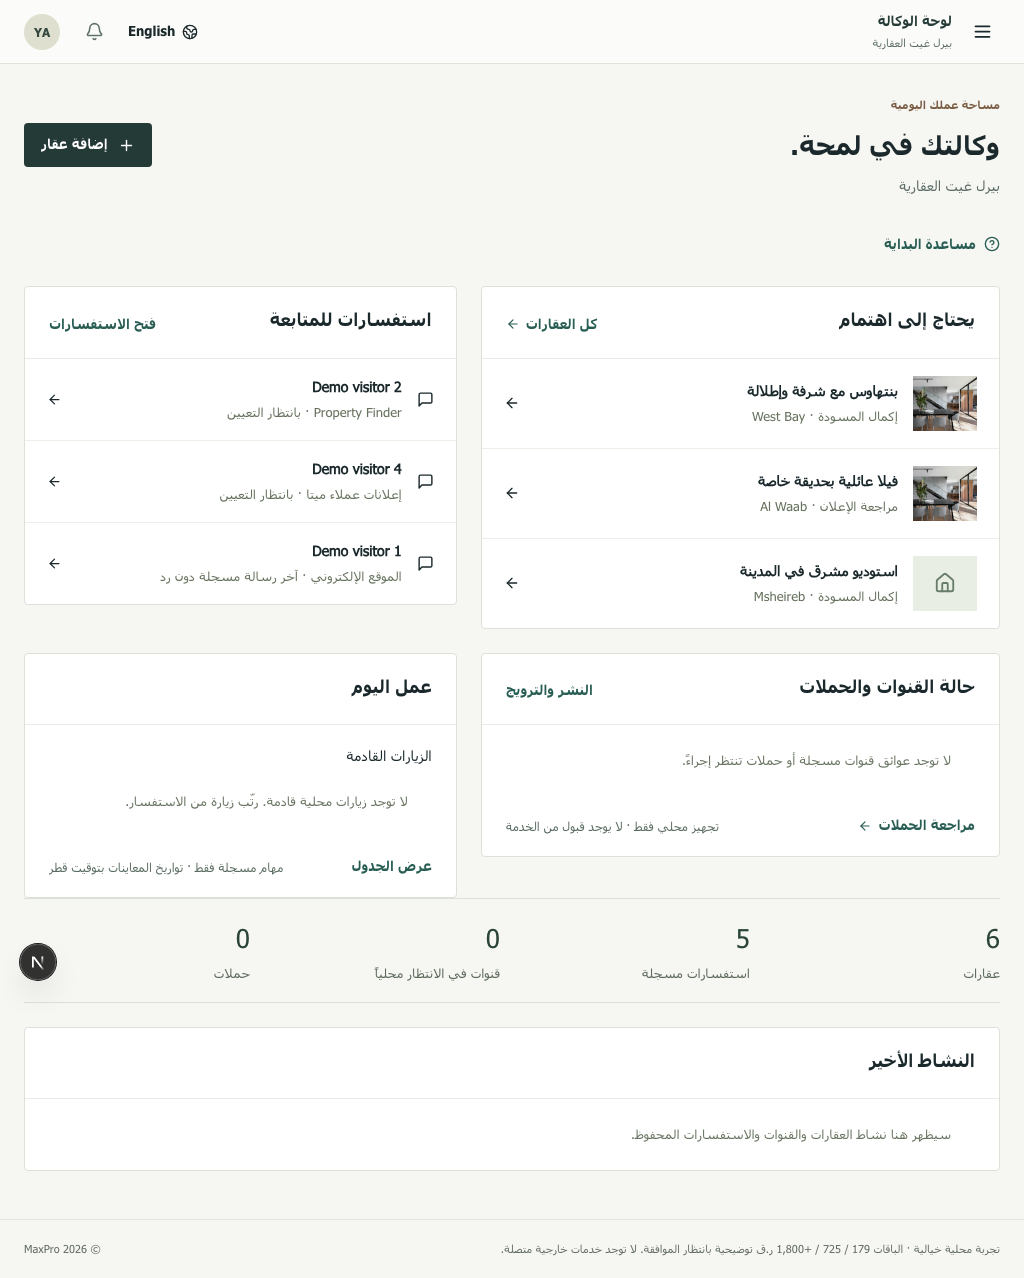 لوحة الوكالة
بيرل غيت العقارية
English
YA
مساحة عملك اليومية
وكالتك في لمحة.
بيرل غيت العقارية
إضافة عقار
مساعدة البداية
يحتاج إلى اهتمام
كل العقارات
بنتهاوس مع شرفة وإطلالة
إكمال المسودة · West Bay
فيلا عائلية بحديقة خاصة
مراجعة الإعلان · Al Waab
استوديو مشرق في المدينة
إكمال المسودة · Msheireb
استفسارات للمتابعة
فتح الاستفسارات
Demo visitor 2
Property Finder · بانتظار التعيين
Demo visitor 4
إعلانات عملاء ميتا · بانتظار التعيين
Demo visitor 1
الموقع الإلكتروني · آخر رسالة مسجلة دون رد
حالة القنوات والحملات
النشر والترويج
لا توجد عوائق قنوات مسجلة أو حملات تنتظر إجراءً.
مراجعة الحملات
تجهيز محلي فقط · لا يوجد قبول من الخدمة
عمل اليوم
الزيارات القادمة
لا توجد زيارات محلية قادمة. رتّب زيارة من الاستفسار.
عرض الجدول
مهام مسجلة فقط · تواريخ المعاينات بتوقيت قطر
6
عقارات
5
استفسارات مسجلة
0
قنوات في الانتظار محلياً
0
حملات
N
النشاط الأخير
سيظهر هنا نشاط العقارات والقنوات والاستفسارات المحفوظ.
تجربة محلية خيالية · الباقات 179 / 725 / +1,800 ر.ق توضيحية بانتظار الموافقة. لا توجد خدمات خارجية متصلة.
© 2026 MaxPro